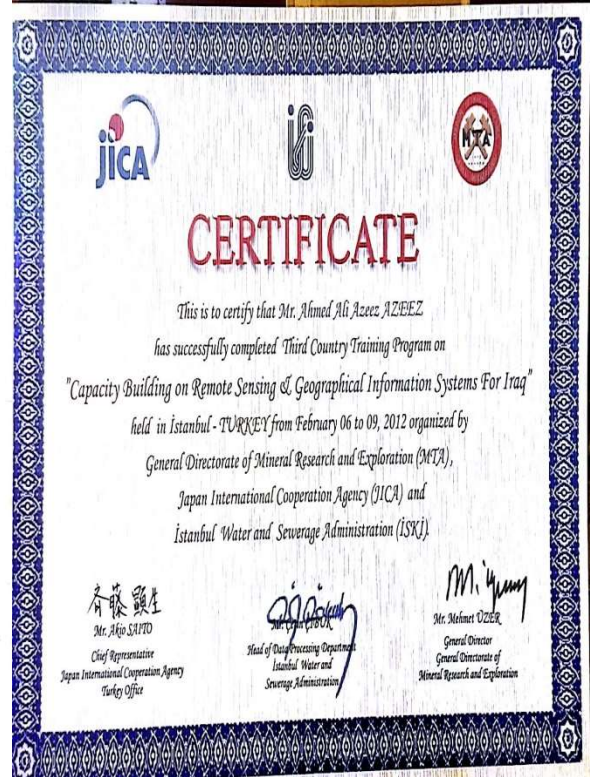 JICA
MTA
CERTIFICATE
This is to certify that Mr. Ahmed Ali Azeez AZEEZ
has successfully completed Third Country Training Program on
"Capacity Building on Remote Sensing & Geographical Information Systems For Iraq"
held in İstanbul - TURKEY from February 06 to 09, 2012 organized by
General Directorate of Mineral Research and Exploration (MTA),
Japan International Cooperation Agency (JICA) and
İstanbul Water and Sewerage Administration (İSKİ).
斉藤 顕生
Mr. Akio SAITO
Chief Representative
Japan International Cooperation Agency
Turkey Office
Head of Data Processing Department
İstanbul Water and
Sewerage Administration
Mr. Mehmet ÜZER
General Director
General Directorate of
Mineral Research and Exploration